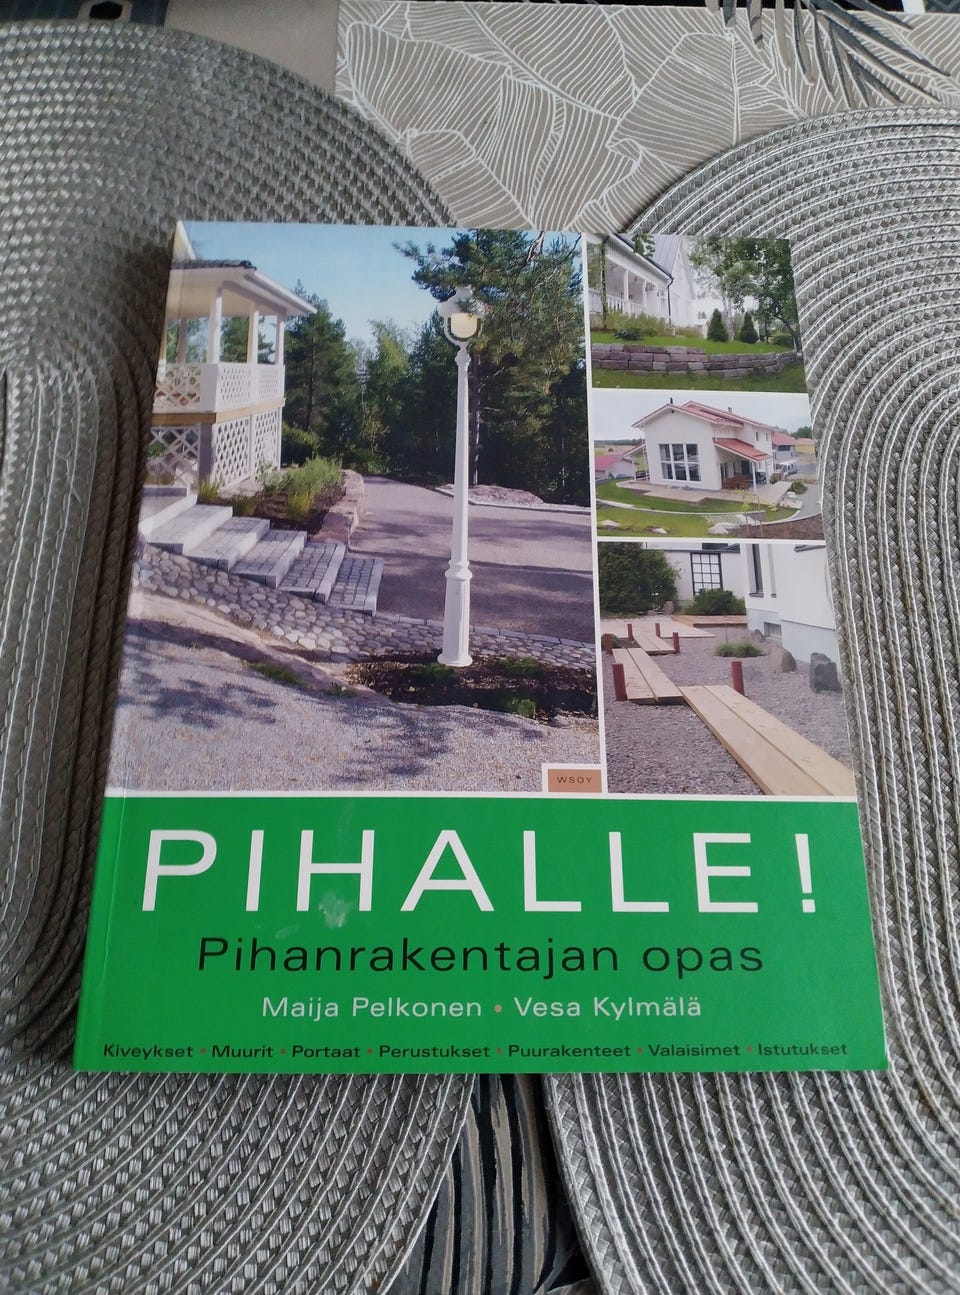 WSOY
PIHALLE!
Pihanrakentajan opas
Maija Pelkonen • Vesa Kylmälä
Kiveykset • Muurit • Portaat • Perustukset • Puurakenteet • Valaisimet • Istutukset